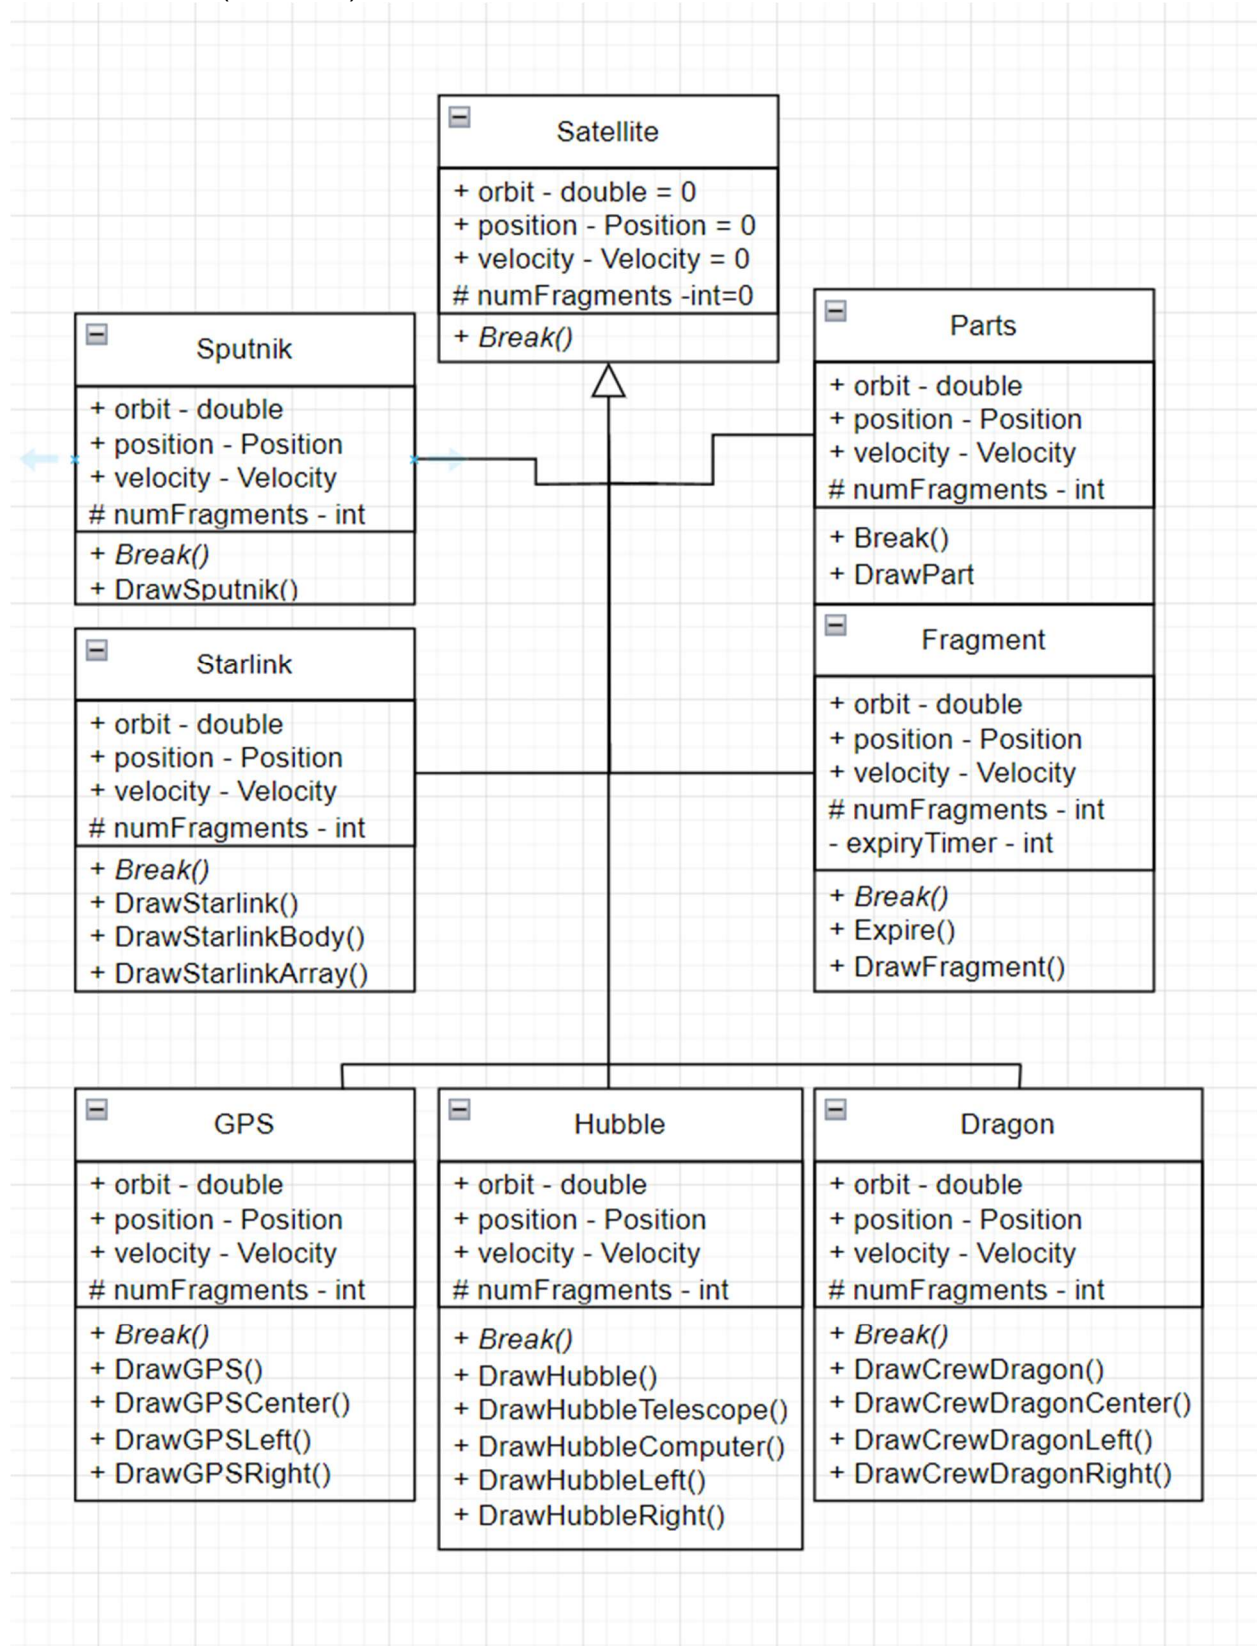 Satellite
+ orbit - double = 0
+ position - Position = 0
+ velocity - Velocity = 0
# numFragments -int=0
+ Break()
Sputnik
+ orbit - double
+ position - Position
+ velocity - Velocity
# numFragments - int
+ Break()
+ DrawSputnik()
Parts
+ orbit - double
+ position - Position
+ velocity - Velocity
# numFragments - int
+ Break()
+ DrawPart
Starlink
+ orbit - double
+ position - Position
+ velocity - Velocity
# numFragments - int
+ Break()
+ DrawStarlink()
+ DrawStarlinkBody()
+ DrawStarlinkArray()
Fragment
+ orbit - double
+ position - Position
+ velocity - Velocity
# numFragments - int
- expiryTimer - int
+ Break()
+ Expire()
+ DrawFragment()
GPS
+ orbit - double
+ position - Position
+ velocity - Velocity
# numFragments - int
+ Break()
+ DrawGPS()
+ DrawGPSCenter()
+ DrawGPSLeft()
+ DrawGPSRight()
Hubble
+ orbit - double
+ position - Position
+ velocity - Velocity
# numFragments - int
+ Break()
+ DrawHubble()
+ DrawHubbleTelescope()
+ DrawHubbleComputer()
+ DrawHubbleLeft()
+ DrawHubbleRight()
Dragon
+ orbit - double
+ position - Position
+ velocity - Velocity
# numFragments - int
+ Break()
+ DrawCrewDragon()
+ DrawCrewDragonCenter()
+ DrawCrewDragonLeft()
+ DrawCrewDragonRight()